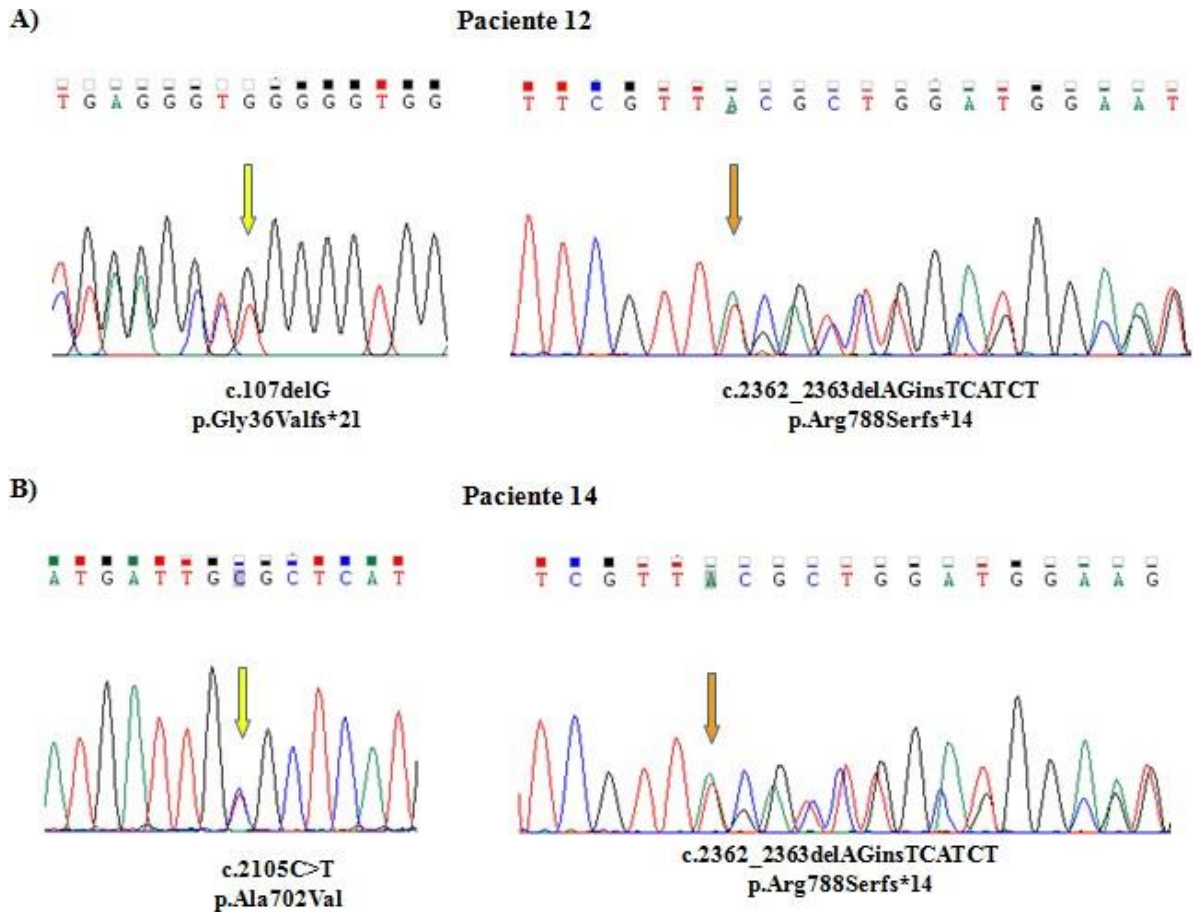 A)
Paciente 12
T G A G G G T G G G G G T G G
T T C G T T A C G C T G G A T G G A A T
c.107delG
p.Gly36Valfs*21
c.2362_2363delAGinsTCATCT
p.Arg788Serfs*14
B)
Paciente 14
A T G A T T G C G C T C A T
T C G T T A C G C T G G A T G G A A G
c.2105C>T
p.Ala702Val
c.2362_2363delAGinsTCATCT
p.Arg788Serfs*14